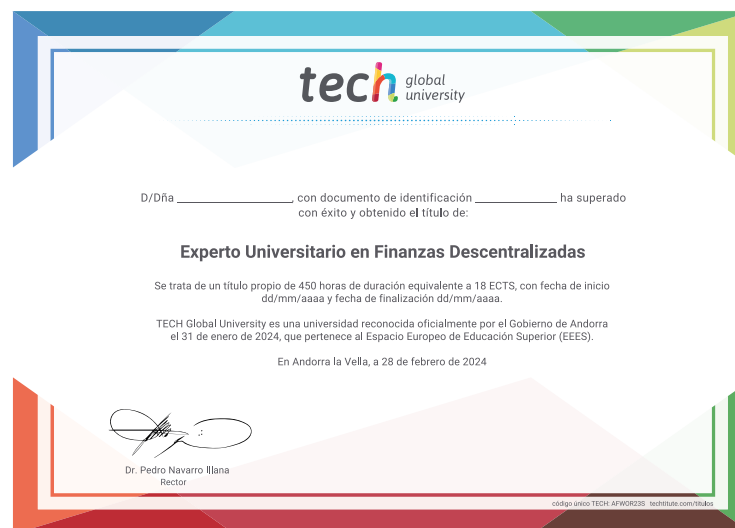 tech global university
D/Dña ____________________, con documento de identificación ______________ ha superado
con éxito y obtenido el título de:
Experto Universitario en Finanzas Descentralizadas
Se trata de un título propio de 450 horas de duración equivalente a 18 ECTS, con fecha de inicio
dd/mm/aaaa y fecha de finalización dd/mm/aaaa.
TECH Global University es una universidad reconocida oficialmente por el Gobierno de Andorra
el 31 de enero de 2024, que pertenece al Espacio Europeo de Educación Superior (EEES).
En Andorra la Vella, a 28 de febrero de 2024
Dr. Pedro Navarro Illana
Rector
código único TECH: AFWOR23S techtitute.com/títulos